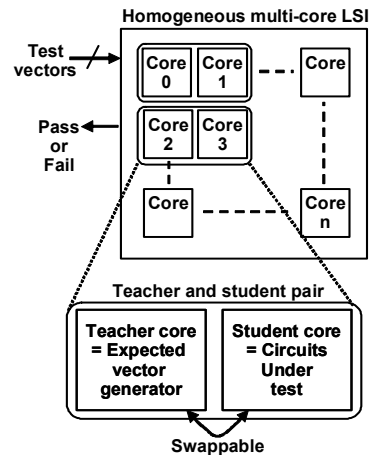 Homogeneous multi-core LSI
Test
vectors
Core
0
Core
1
Core
Pass
or
Fail
Core
2
Core
3
Core
Core
n
Teacher and student pair
Teacher core
= Expected
vector
generator
Student core
= Circuits
Under
test
Swappable